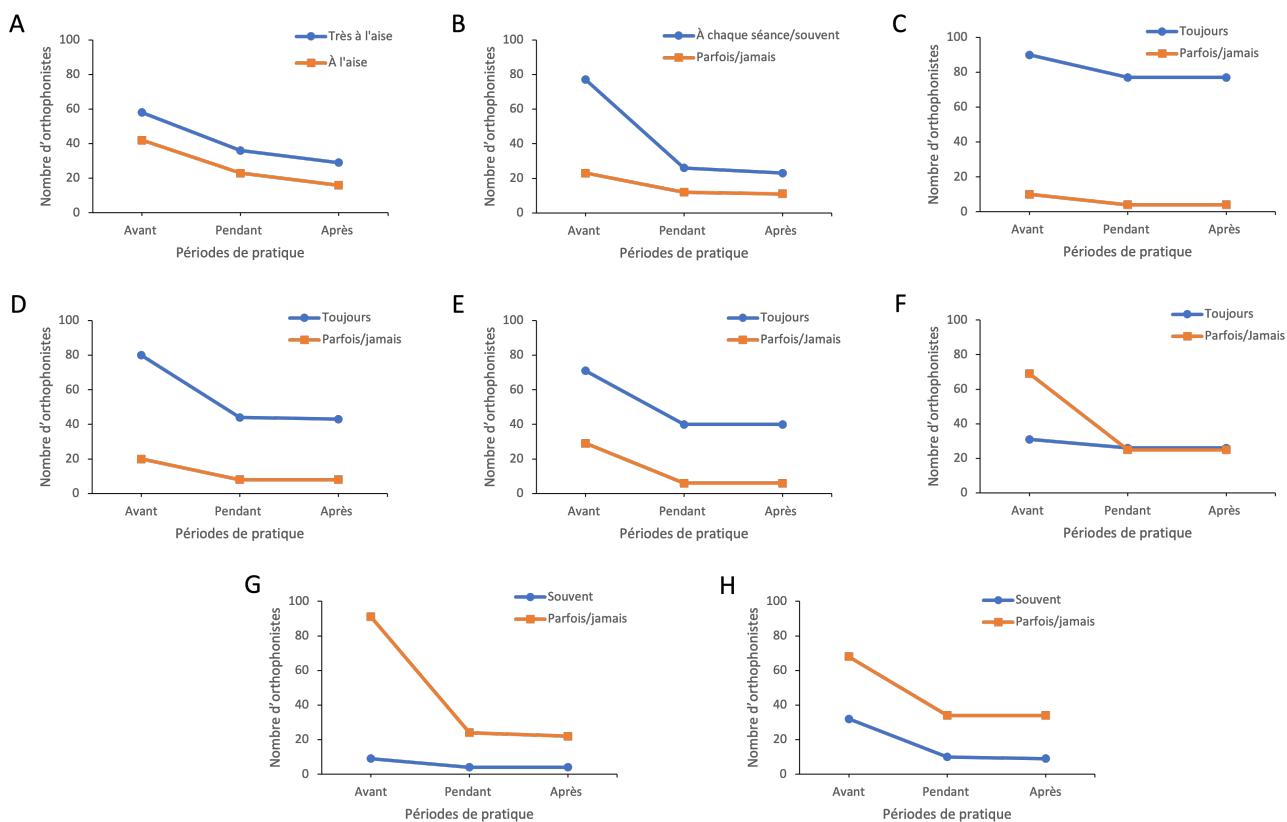 A
Très à l'aise
À l'aise
Nombre d'orthophonistes
100
80
60
40
20
0
Avant Pendant Après
Périodes de pratique
B
À chaque séance/souvent
Parfois/jamais
Nombre d'orthophonistes
100
80
60
40
20
0
Avant Pendant Après
Périodes de pratique
C
Toujours
Parfois/jamais
Nombre d'orthophonistes
100
80
60
40
20
0
Avant Pendant Après
Périodes de pratique
D
Toujours
Parfois/jamais
Nombre d'orthophonistes
100
80
60
40
20
0
Avant Pendant Après
Périodes de pratique
E
Toujours
Parfois/Jamais
Nombre d'orthophonistes
100
80
60
40
20
0
Avant Pendant Après
Périodes de pratique
F
Toujours
Parfois/Jamais
Nombre d'orthophonistes
100
80
60
40
20
0
Avant Pendant Après
Périodes de pratique
G
Souvent
Parfois/jamais
Nombre d'orthophonistes
100
80
60
40
20
0
Avant Pendant Après
Périodes de pratique
H
Souvent
Parfois/jamais
Nombre d'orthophonistes
100
80
60
40
20
0
Avant Pendant Après
Périodes de pratique